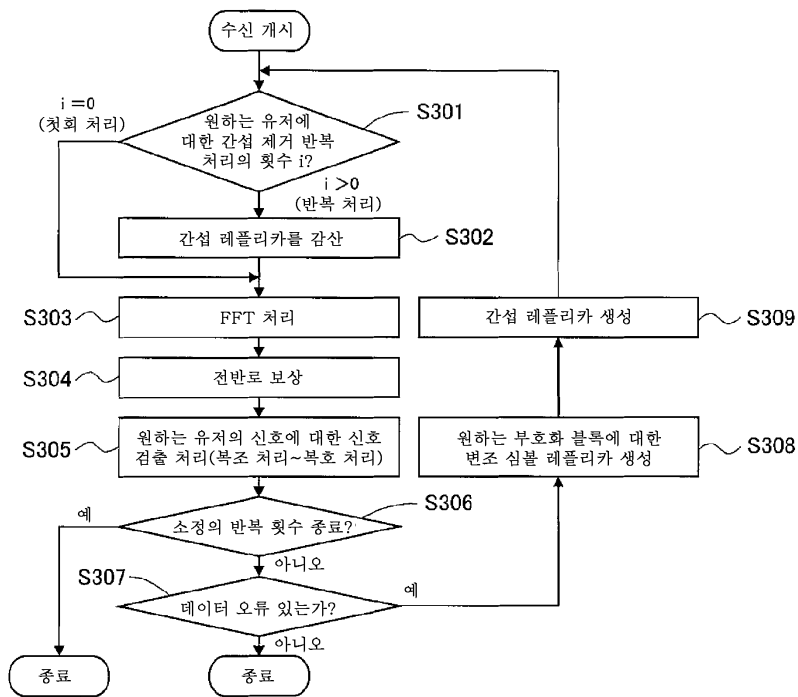 수신 개시
i=0
(첫회 처리)
원하는 유저에
대한 간섭 제거 반복
처리의 횟수 i?
S301
i>0
(반복 처리)
간섭 레플리카를 감산
S302
S303
FFT 처리
간섭 레플리카 생성
S309
S304
전반로 보상
S305
원하는 유저의 신호에 대한 신호
검출 처리(복조 처리~복호 처리)
원하는 부호화 블록에 대한
변조 심볼 레플리카 생성
S308
예
소정의 반복 횟수 종료?
S306
아니오
S307
데이터 오류 있는가?
예
아니오
종료
종료